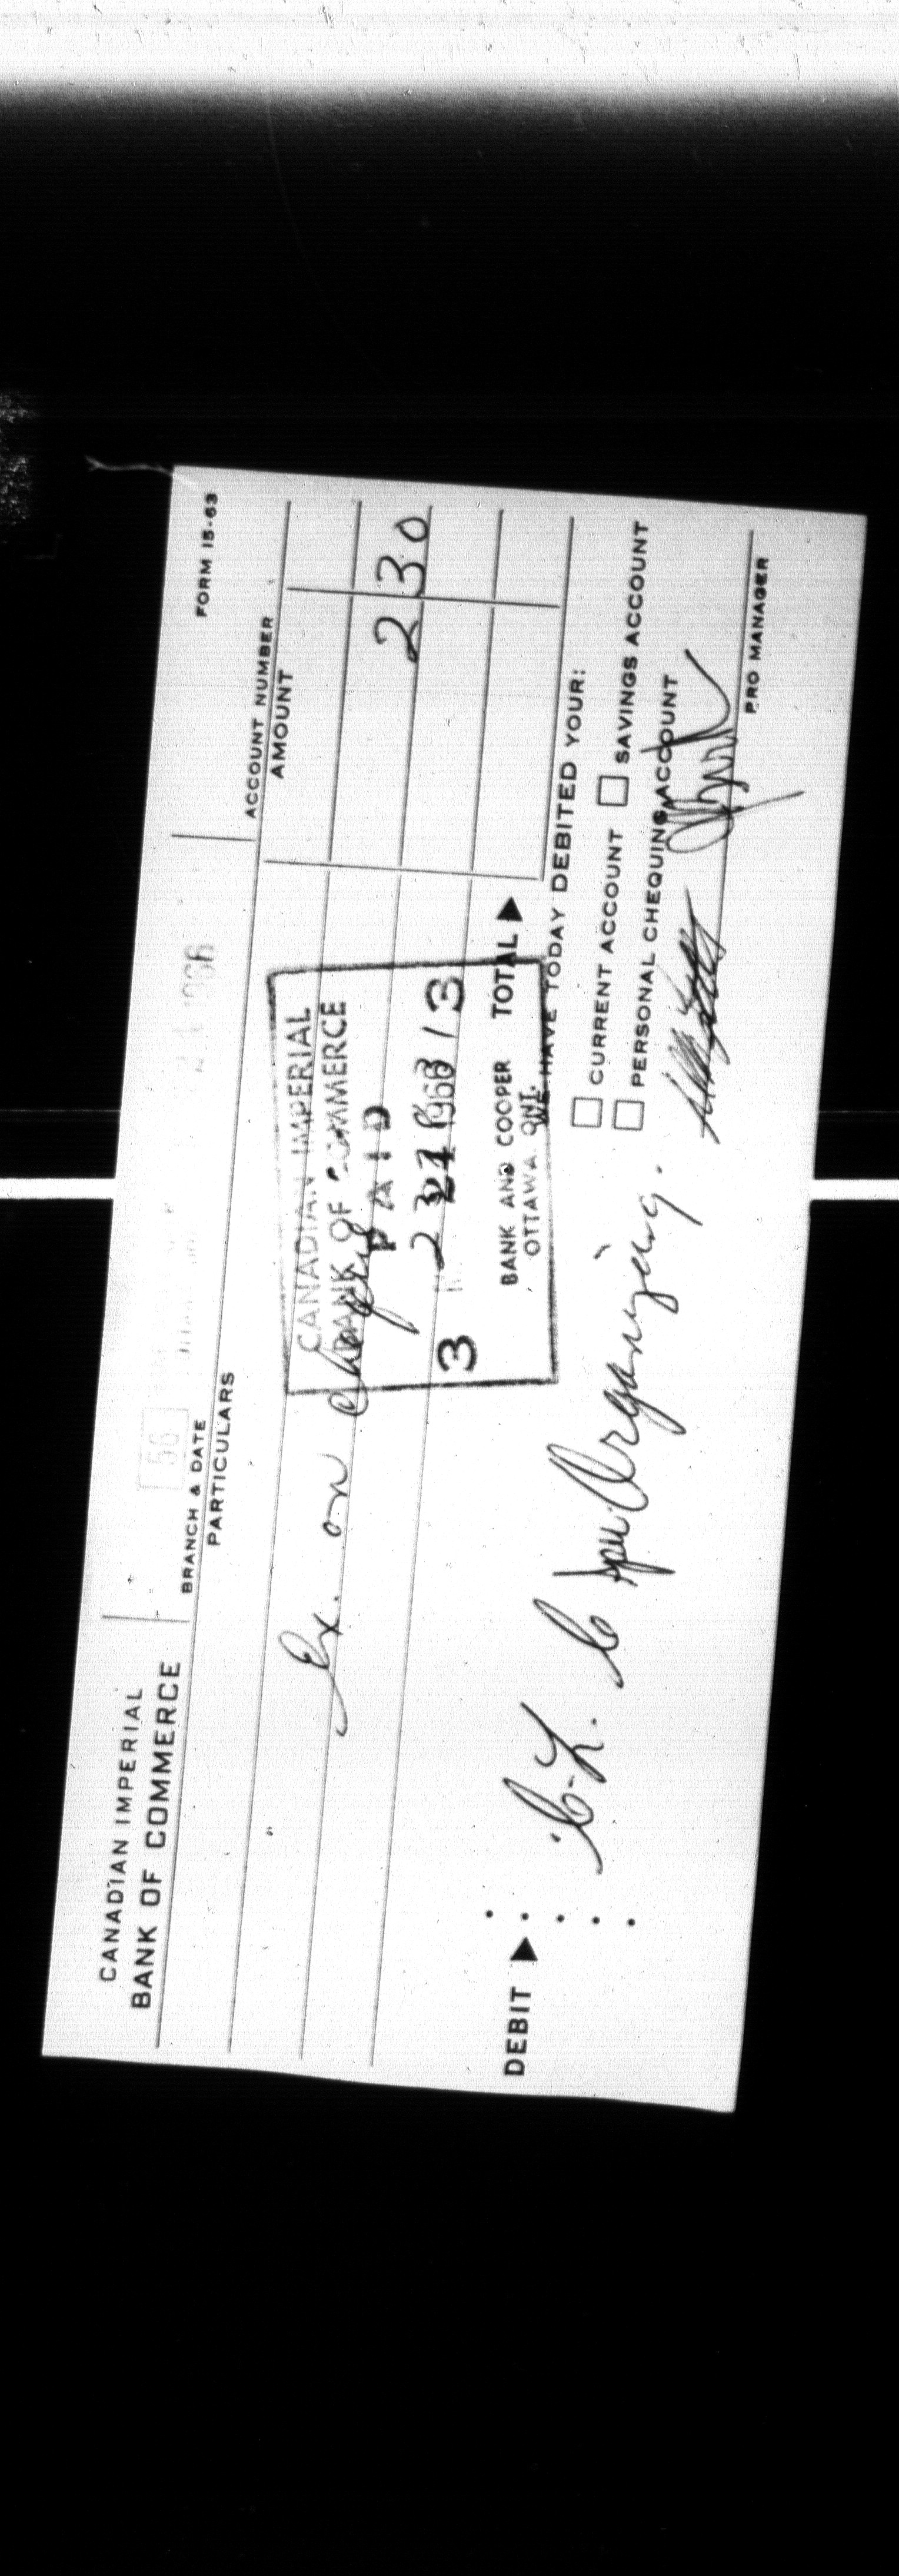 CANADIAN IMPERIAL
BANK OF COMMERCE
FORM 15-63
BRANCH & DATE
ACCOUNT NUMBER
PARTICULARS
AMOUNT
Ex. on
2 30
CANADIAN IMPERIAL
BANK OF COMMERCE
PAID
3
3
BANK AND COOPER
OTTAWA, ONT.
TOTAL ▶
DEBIT ▶
C.L.C Organizing.
WE HAVE TODAY DEBITED YOUR:
☐ CURRENT ACCOUNT ☐ SAVINGS ACCOUNT
☐ PERSONAL CHEQUING ACCOUNT
PRO MANAGER